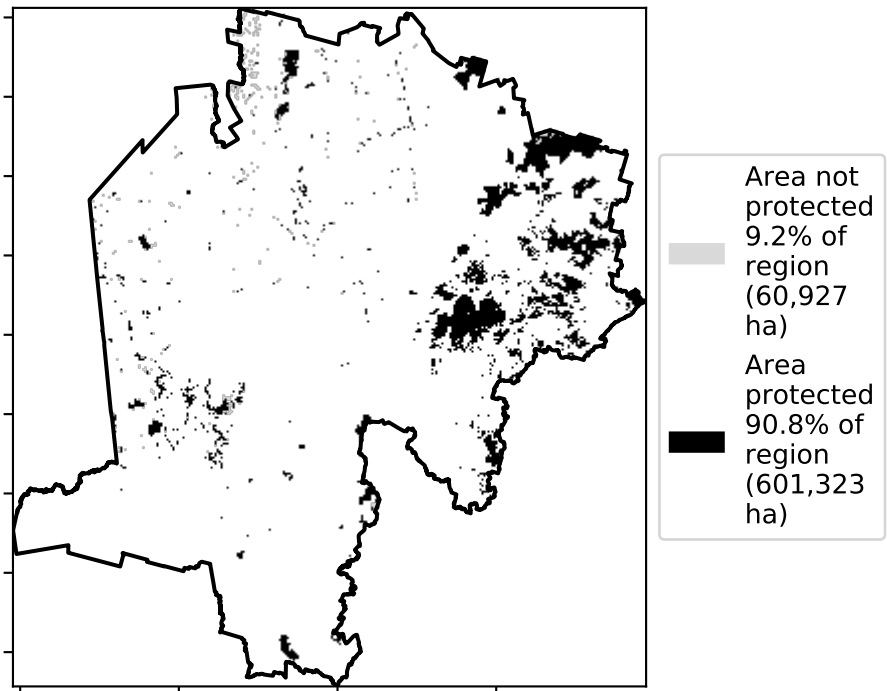 Area not
protected
9.2% of
region
(60,927
ha)
Area
protected
90.8% of
region
(601,323
ha)